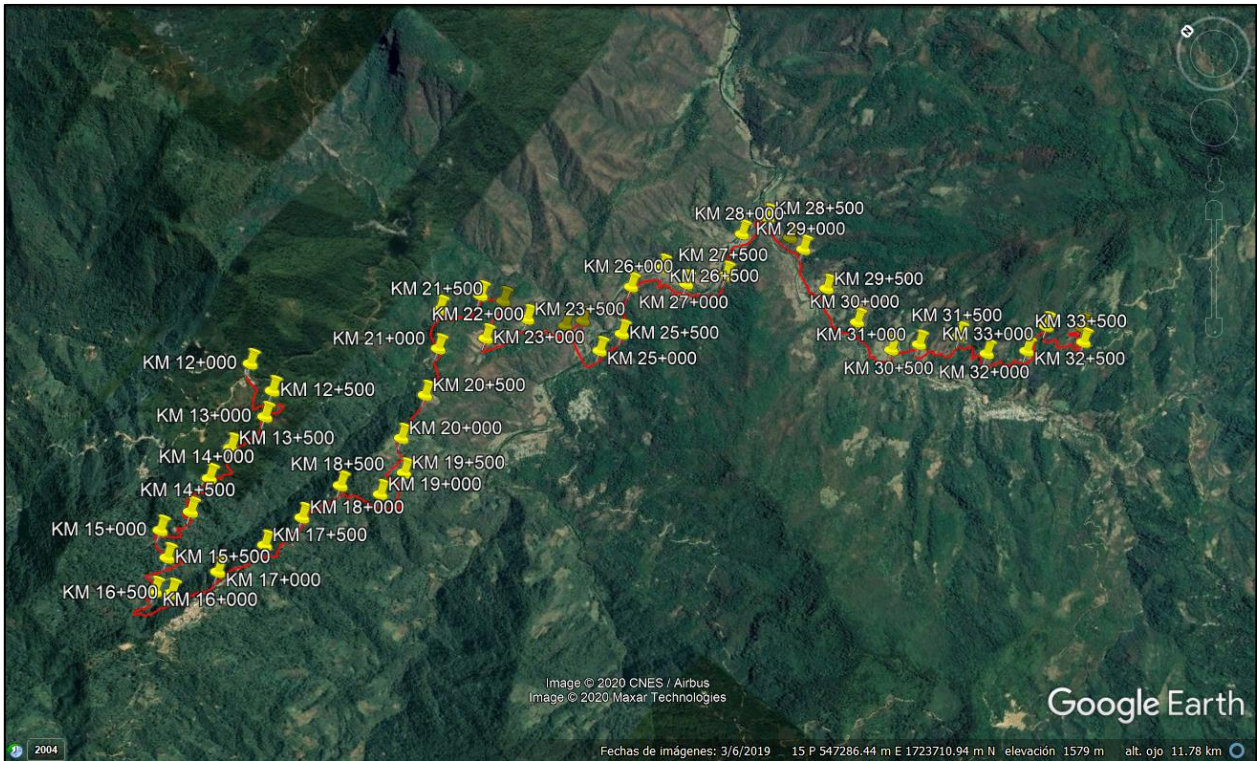 N
KM 28+500
KM 28+000
KM 29+000
KM 27+500
KM 26+000
KM 26+500
KM 27+000
KM 29+500
KM 30+000
KM 21+500
KM 22+000
KM 23+500
KM 23+000
KM 21+000
KM 25+500
KM 25+000
KM 31+500
KM 31+000
KM 33+000
KM 33+500
KM 32+500
KM 30+500
KM 32+000
KM 12+000
KM 12+500
KM 20+500
KM 13+000
KM 13+500
KM 20+000
KM 14+000
KM 18+500
KM 19+500
KM 19+000
KM 14+500
KM 18+000
KM 15+000
KM 17+500
KM 15+500
KM 17+000
KM 16+500
KM 16+000
Image © 2020 CNES / Airbus
Image © 2020 Maxar Technologies
Google Earth
2004
Fechas de imágenes: 3/6/2019 15 P 547286.44 m E 1723710.94 m N elevación 1579 m alt. ojo 11.78 km